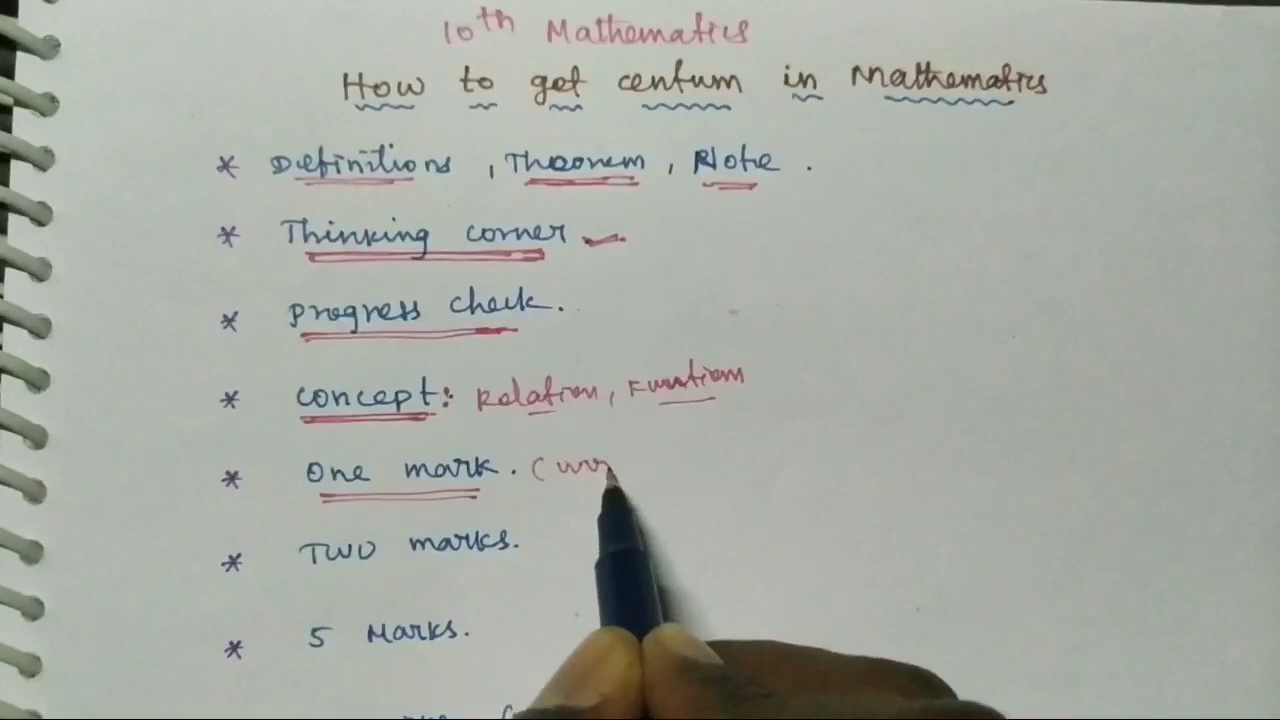 10th Mathematics
How to get centum in Mathematics
* Definitions, Theorem, Note.
* Thinking corner
* Progress check.
* Concept: Relation, Function
* One mark. (
* Two marks.
* 5 Marks.